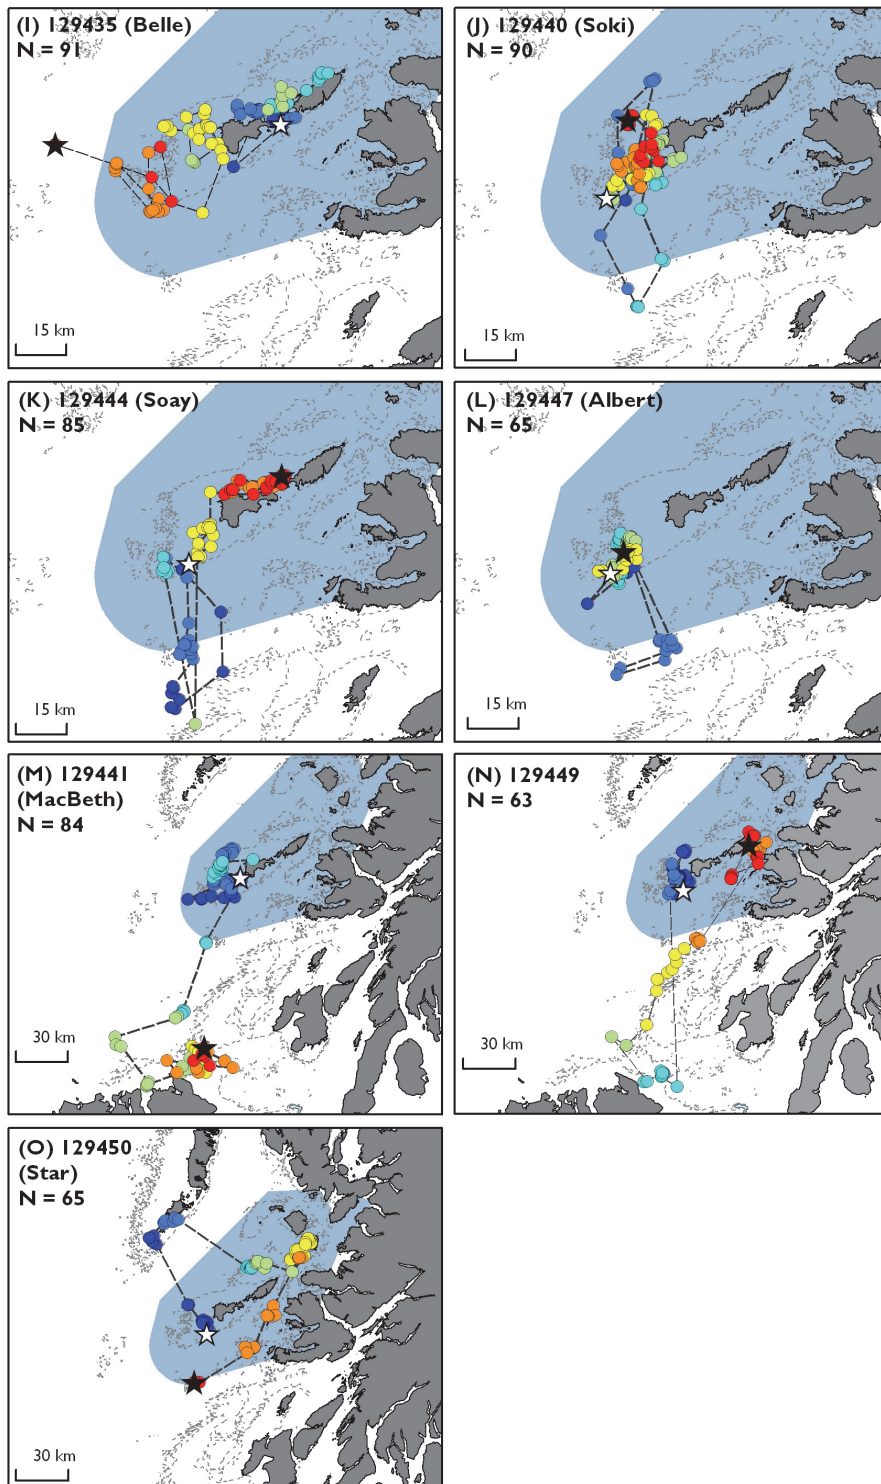 (I) 129435 (Belle)
N = 91
15 km
(J) 129440 (Soki)
N = 90
15 km
(K) 129444 (Soay)
N = 85
15 km
(L) 129447 (Albert)
N = 65
15 km
(M) 129441
(MacBeth)
N = 84
30 km
(N) 129449
N = 63
30 km
(O) 129450
(Star)
N = 65
30 km